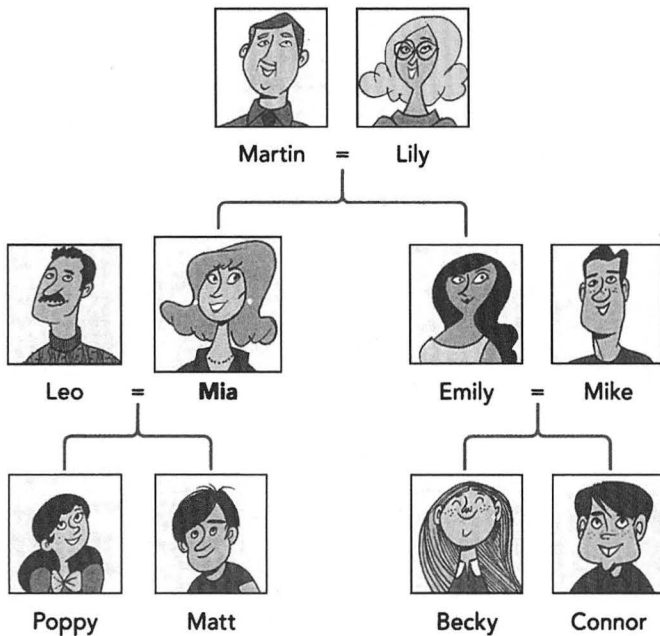 Martin = Lily
Leo = Mia Emily = Mike
Poppy Matt Becky Connor